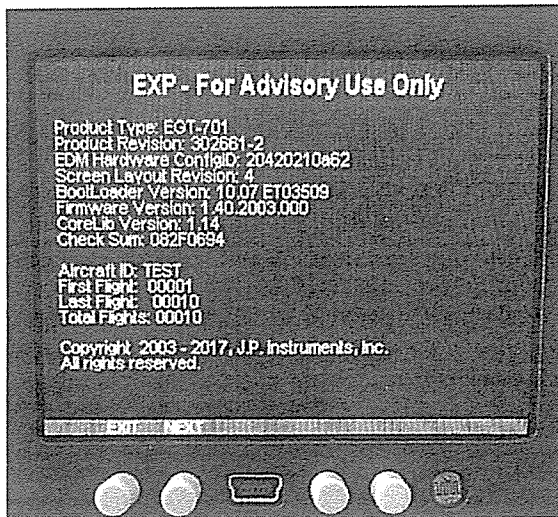 EXP - For Advisory Use Only
Product Type: EGT-701
Product Revision: 302661-2
EDM Hardware ConfigID: 20420210a62
Screen Layout Revision: 4
BootLoader Version: 10.07.ET03509
Firmware Version: 1.40.2003.000
CoreLib Version: 1.14
Check Sum: 082F0694
Aircraft ID: TEST
First Flight: 00001
Last Flight: 00010
Total Flights: 00010
Copyright 2003 - 2017, J.P. Instruments, Inc.
All rights reserved.
EXIT NEXT